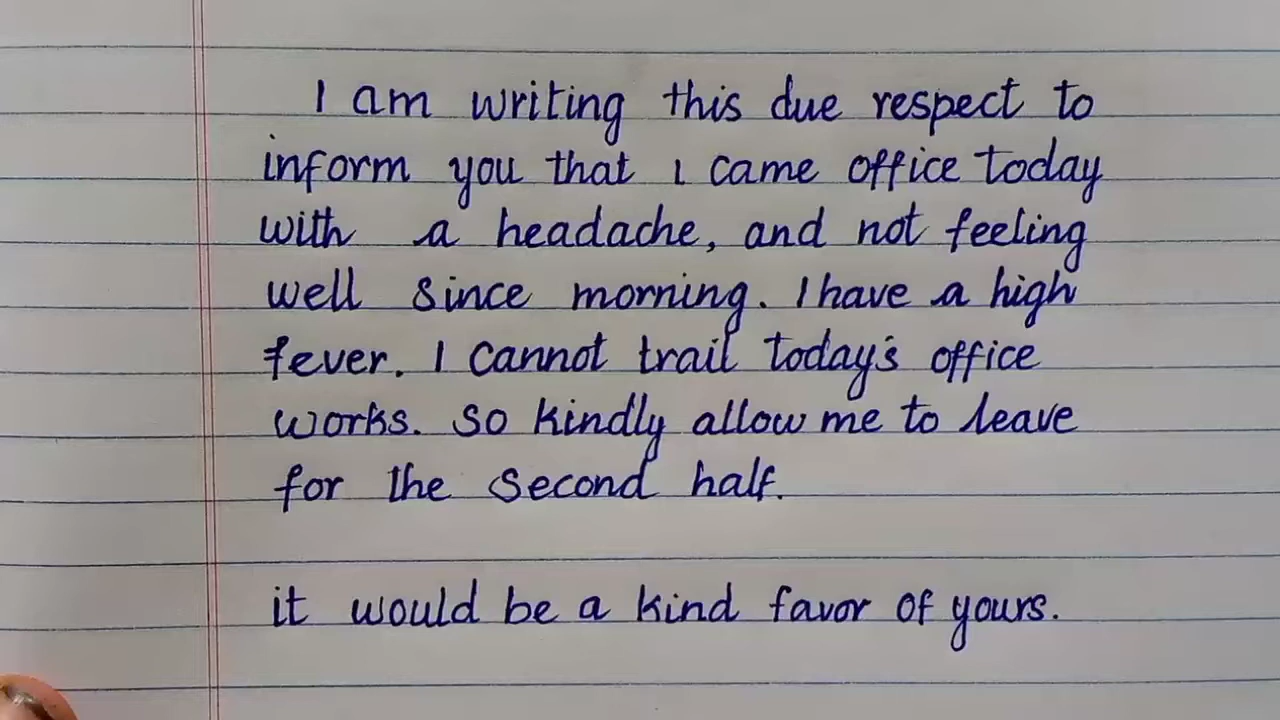 I am writing this due respect to
inform you that I came office today
with a headache, and not feeling
well since morning. I have a high
fever. I cannot trail today's office
works. So kindly allow me to leave
for the second half.
it would be a kind favor of yours.